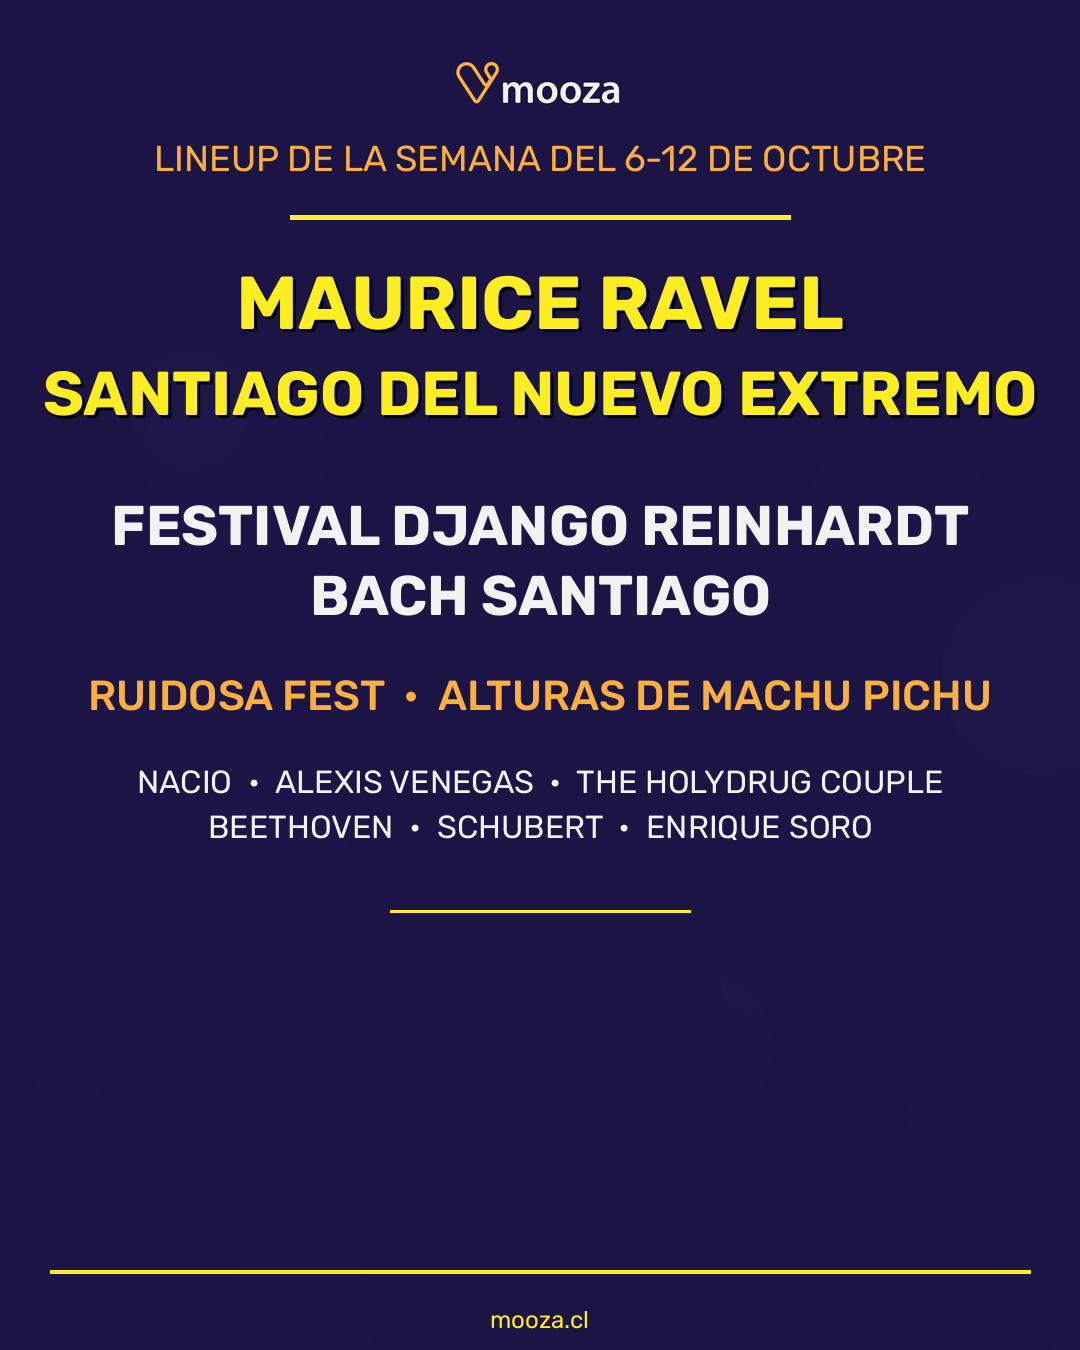 mooza
LINEUP DE LA SEMANA DEL 6-12 DE OCTUBRE
MAURICE RAVEL
SANTIAGO DEL NUEVO EXTREMO
FESTIVAL DJANGO REINHARDT
BACH SANTIAGO
RUIDOSA FEST • ALTURAS DE MACHU PICHU
NACIO • ALEXIS VENEGAS • THE HOLYDRUG COUPLE
BEETHOVEN • SCHUBERT • ENRIQUE SORO
mooza.cl